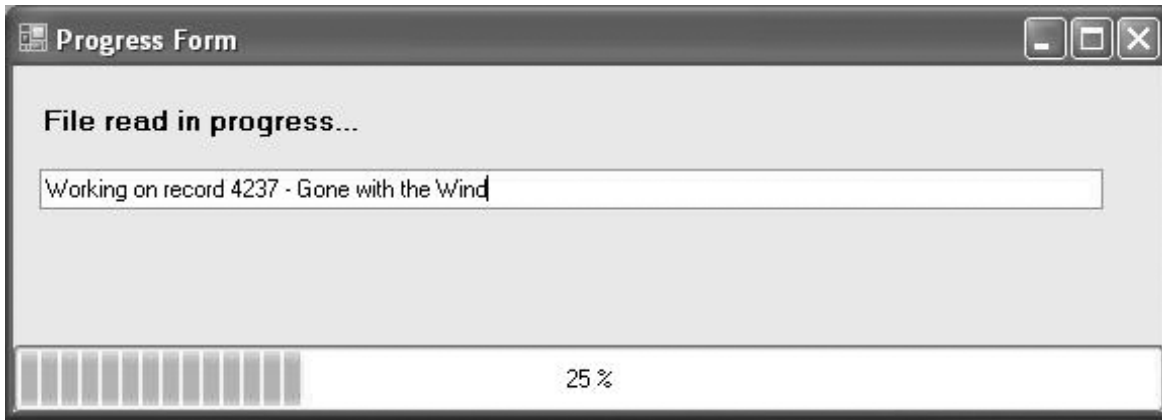 Progress Form
File read in progress...
Working on record 4237 - Gone with the Wind
25 %